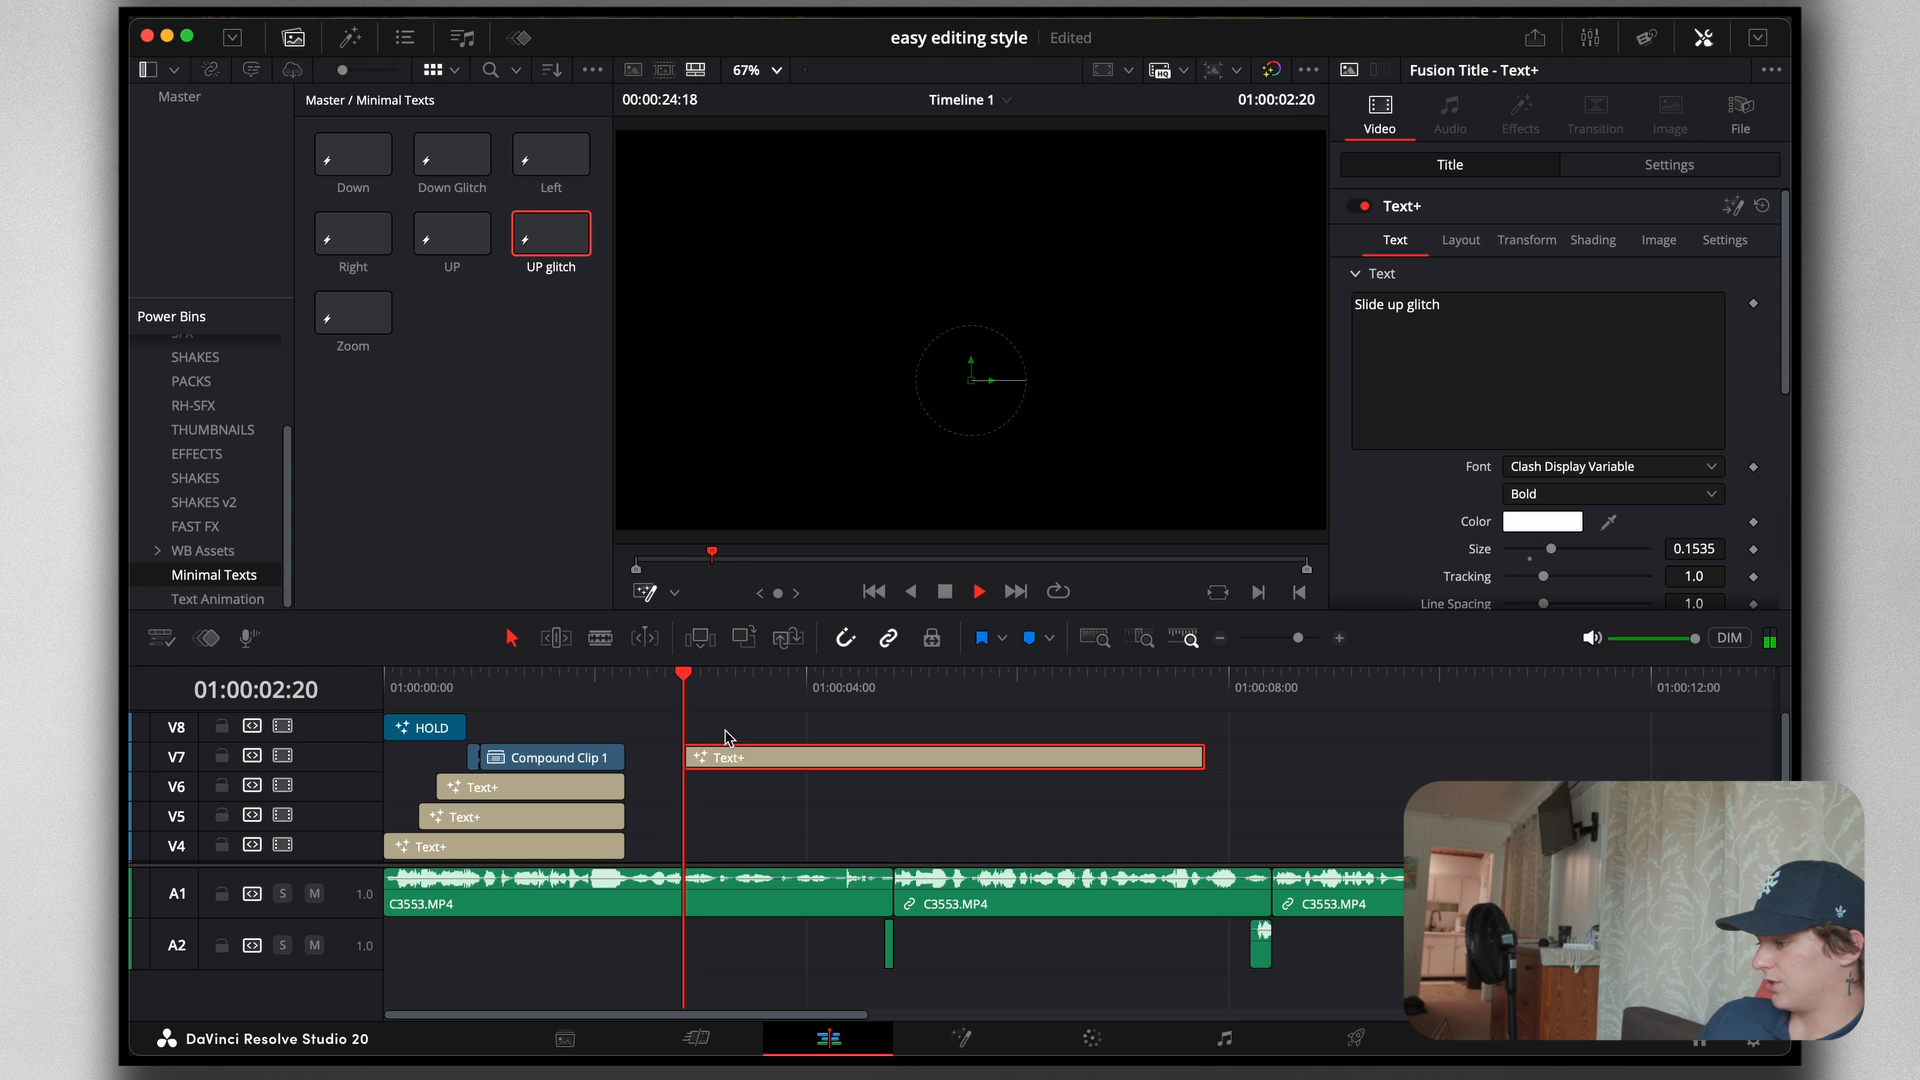 easy editing style
Edited
67%
HQ
Fusion Title - Text+
Master
Master / Minimal Texts
00:00:24:18
Timeline 1
01:00:02:20
Video
Audio
Effects
Transition
Image
File
Down
Down Glitch
Left
Title
Settings
Text+
Text
Layout
Transform
Shading
Image
Settings
Right
UP
UP glitch
Text
Slide up glitch
Power Bins
SFX
SHAKES
Zoom
PACKS
RH-SFX
THUMBNAILS
EFFECTS
SHAKES
SHAKES v2
FAST FX
WB Assets
Minimal Texts
Text Animation
Font
Clash Display Variable
Bold
Color
Size
0.1535
Tracking
1.0
Line Spacing
1.0
DIM
01:00:02:20
01:00:00:00
01:00:04:00
01:00:08:00
01:00:12:00
V8
HOLD
V7
Compound Clip 1
Text+
V6
Text+
V5
Text+
V4
Text+
A1
S
M
1.0
C3553.MP4
C3553.MP4
C3553.MP4
A2
S
M
1.0
DaVinci Resolve Studio 20